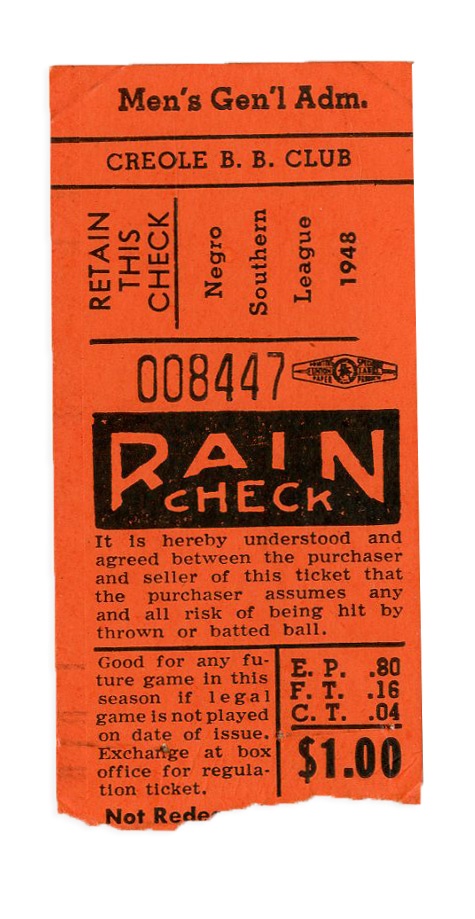 Men's Gen'l Adm.
CREOLE B. B. CLUB
RETAIN
THIS
CHECK
Negro
Southern
League
1948
008447
RAIN
CHECK
It is hereby understood and
agreed between the purchaser
and seller of this ticket that
the purchaser assumes any
and all risk of being hit by
thrown or batted ball.
Good for any fu-
ture game in this
season if legal
game is not played
on date of issue.
Exchange at box
office for regula-
tion ticket.
E. P. .80
F. T. .16
C. T. .04
$1.00
Not Rede